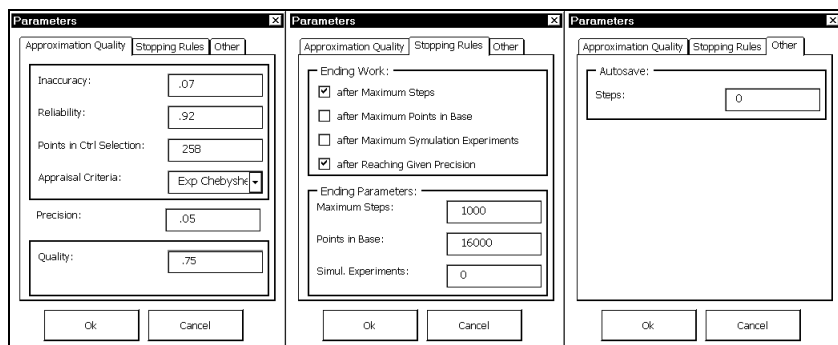 Parameters
Approximation Quality Stopping Rules Other
Inaccuracy: .07
Reliability: .92
Points in Ctrl Selection: 258
Appraisal Criteria: Exp Chebyshe
Precision: .05
Quality: .75
Ok Cancel
Parameters
Approximation Quality Stopping Rules Other
Ending Work:
after Maximum Steps
after Maximum Points in Base
after Maximum Symulation Experiments
after Reaching Given Precision
Ending Parameters:
Maximum Steps: 1000
Points in Base: 16000
Simul. Experiments: 0
Ok Cancel
Parameters
Approximation Quality Stopping Rules Other
Autosave:
Steps: 0
Ok Cancel